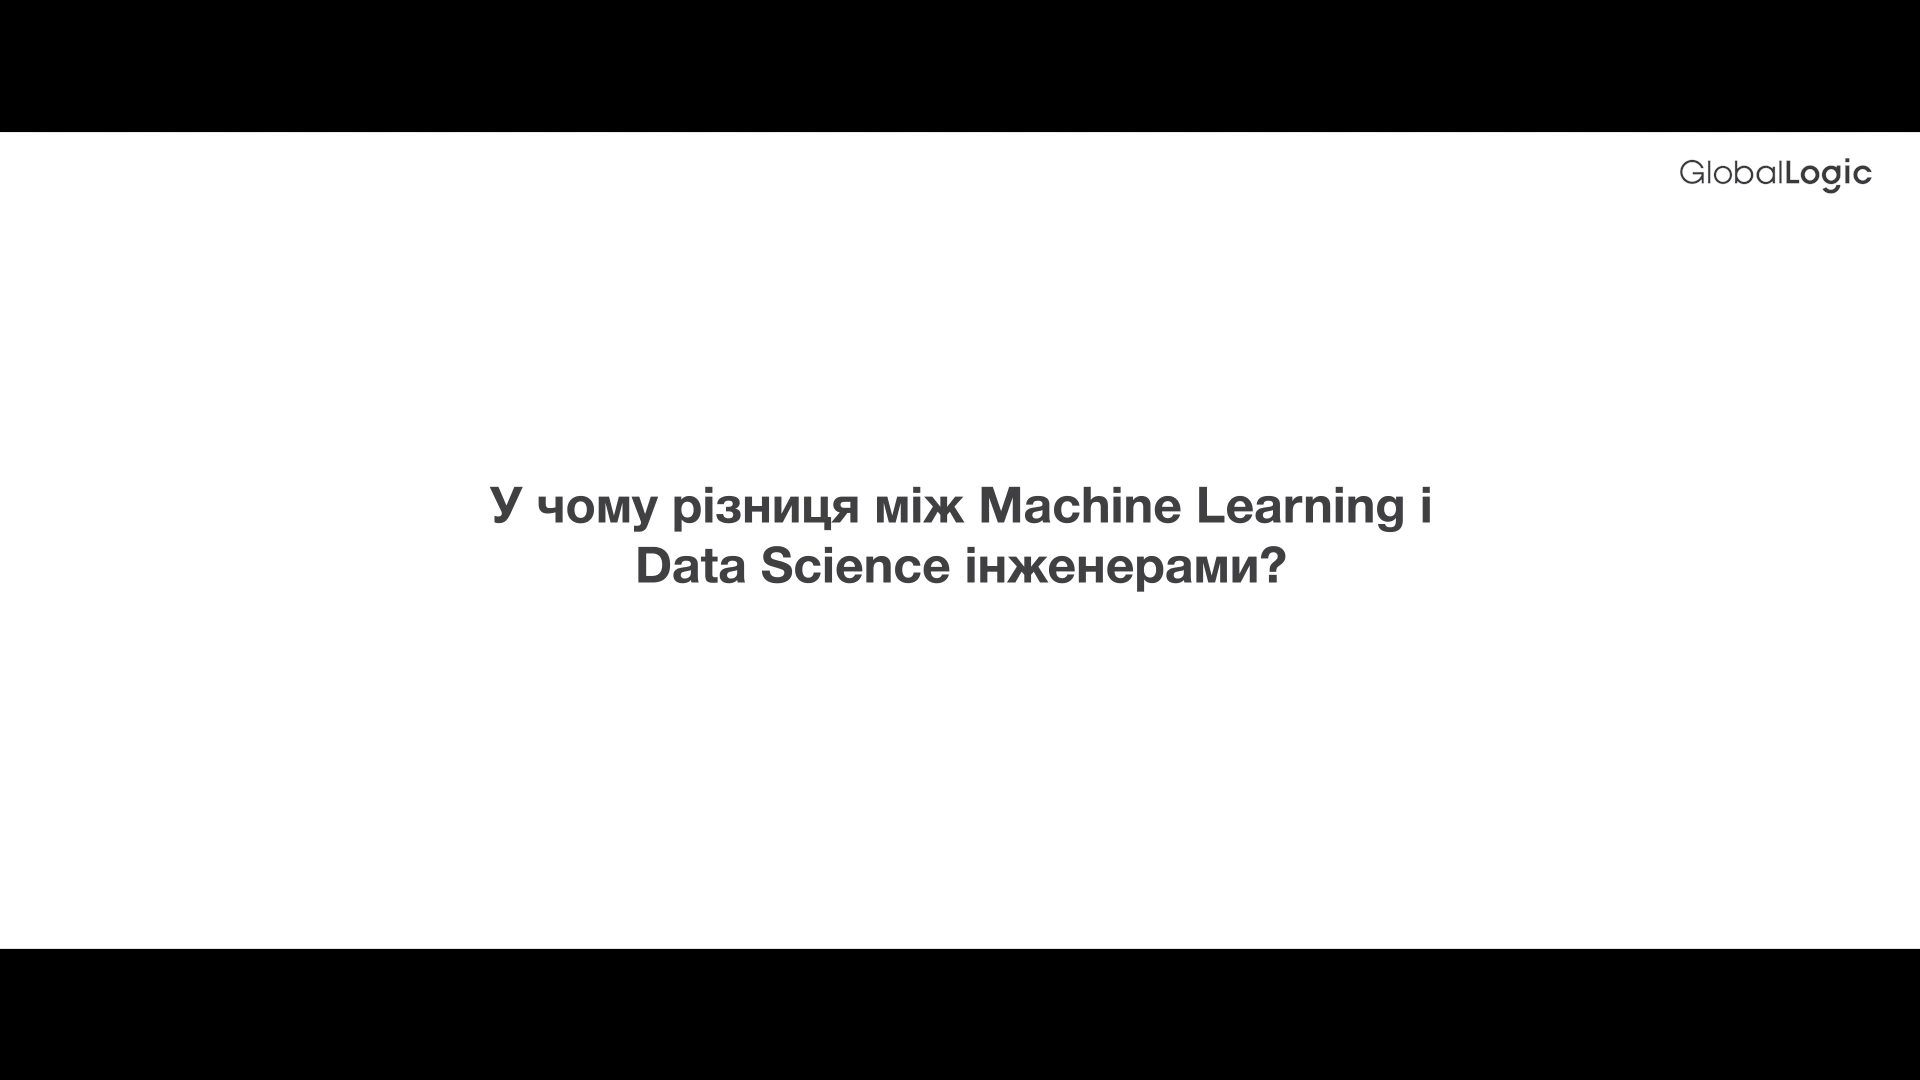 GlobalLogic
У чому різниця між Machine Learning і
Data Science інженерами?